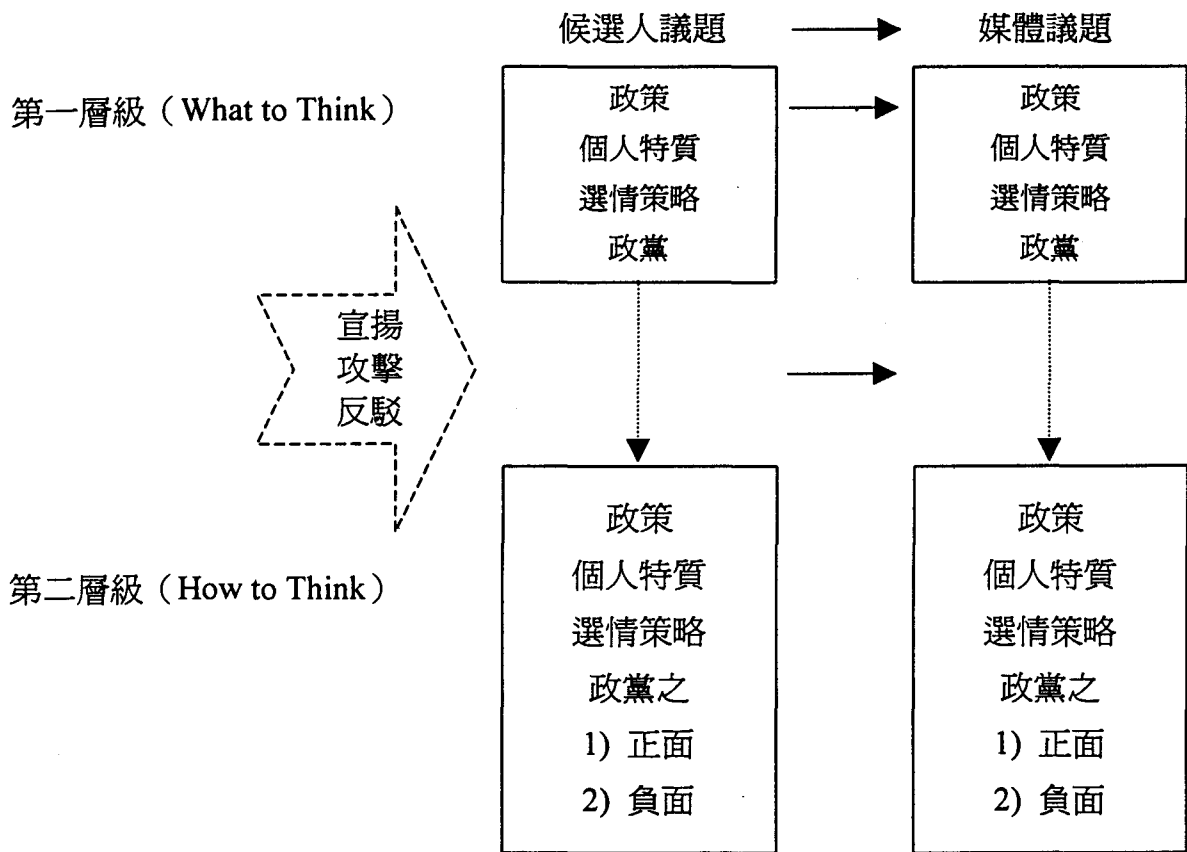 候選人議題
媒體議題
第一層級（What to Think）
政策
個人特質
選情策略
政黨
政策
個人特質
選情策略
政黨
宣揚
攻擊
反駁
第二層級（How to Think）
政策
個人特質
選情策略
政黨之
1) 正面
2) 負面
政策
個人特質
選情策略
政黨之
1) 正面
2) 負面